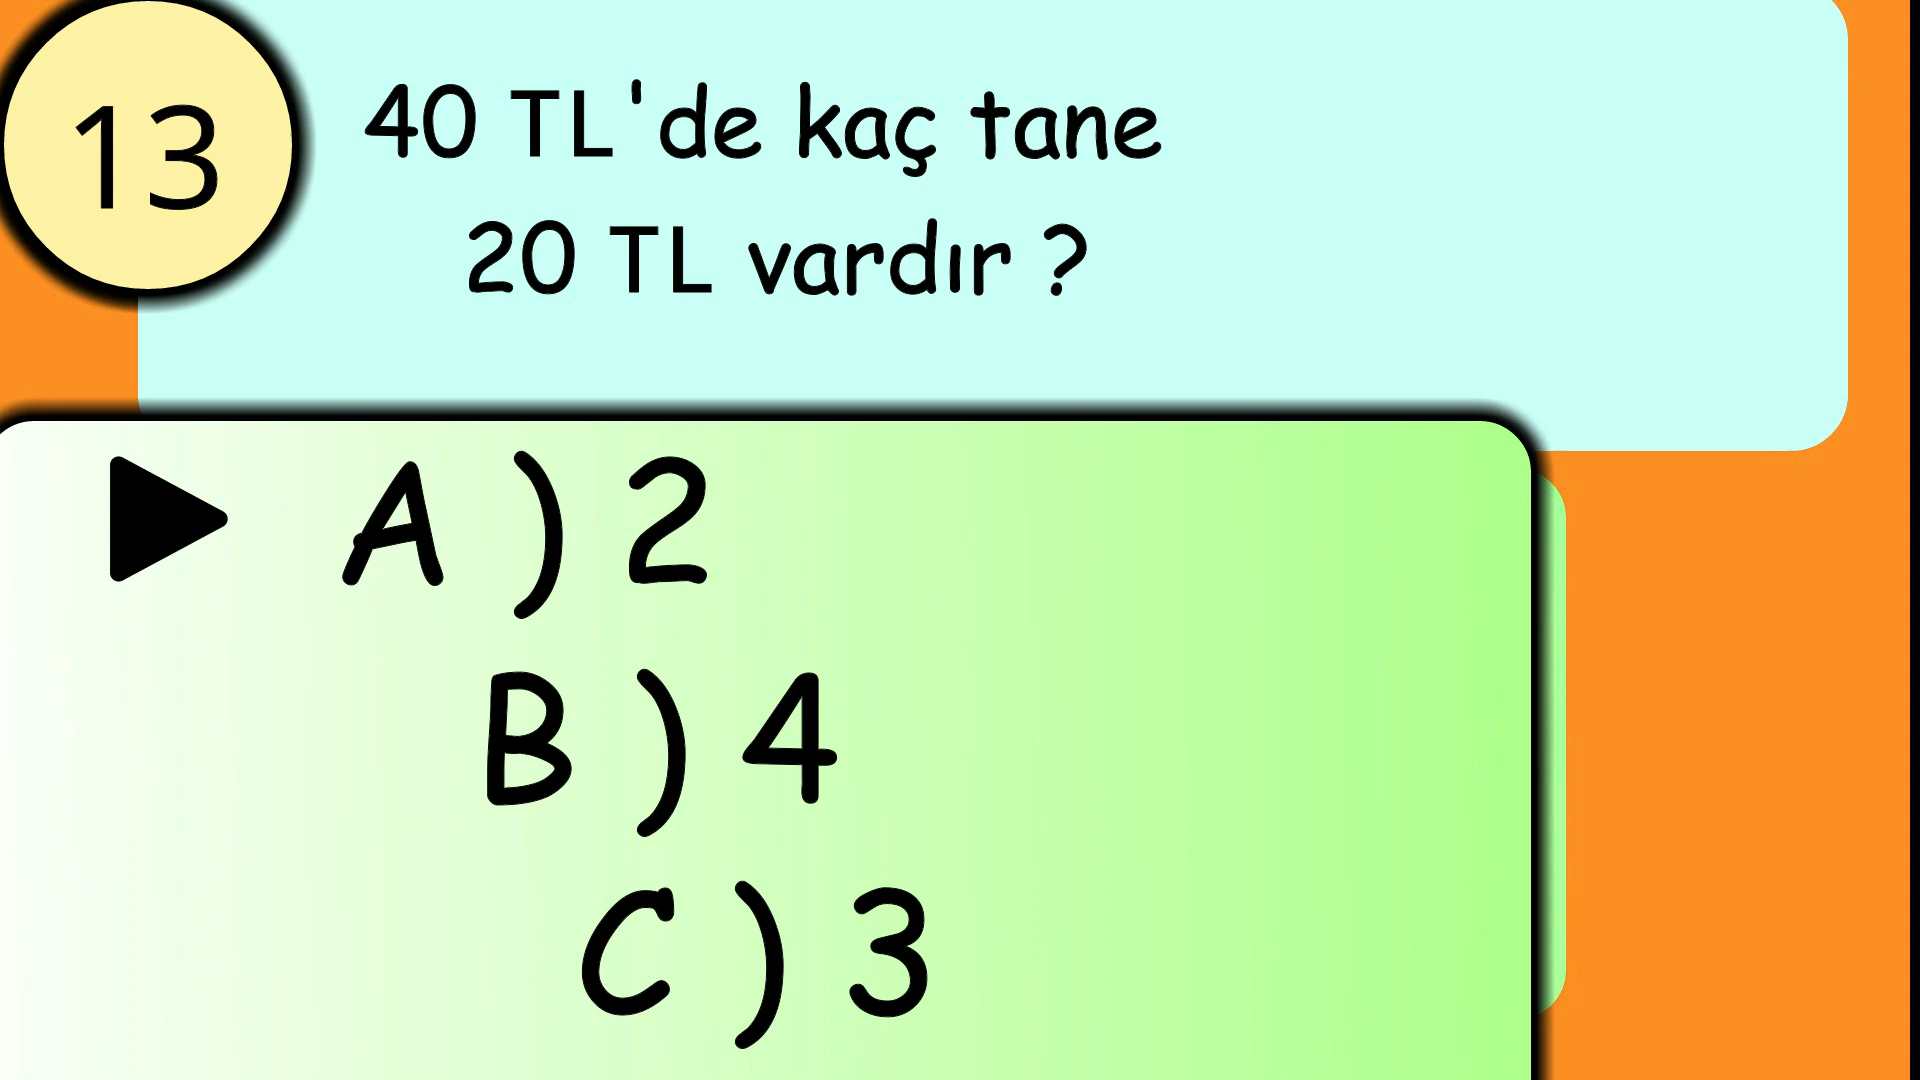 13
40 TL'de kaç tane
20 TL vardır ?
A ) 2
B ) 4
C ) 3